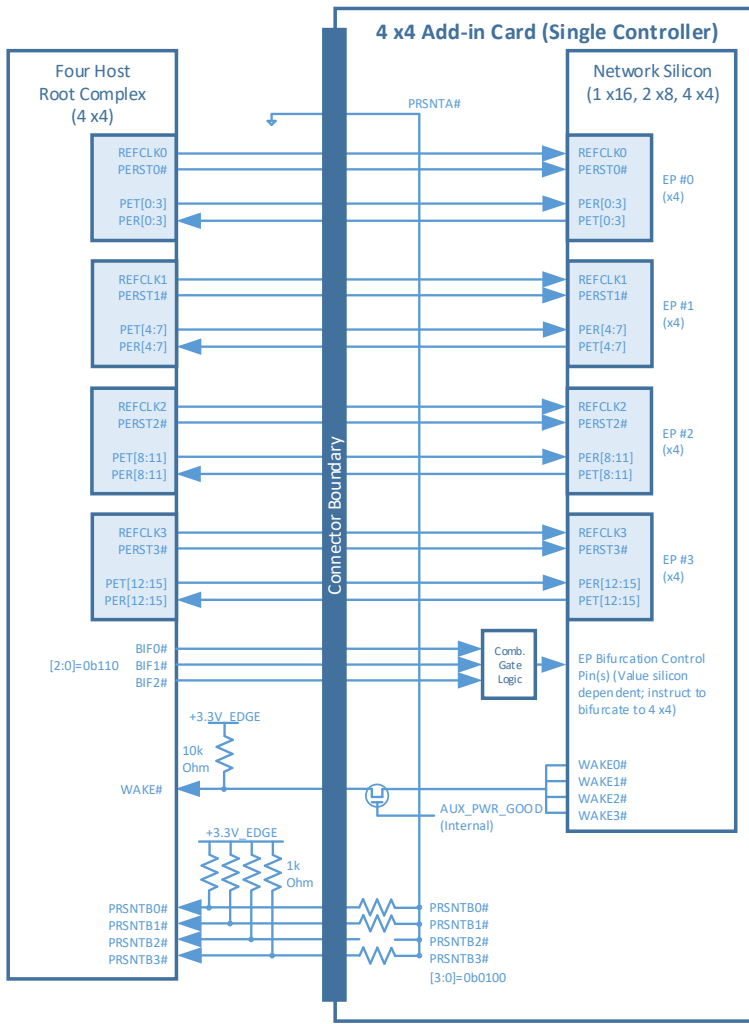 4 x4 Add-in Card (Single Controller)
Four Host
Root Complex
(4 x4)
Network Silicon
(1 x16, 2 x8, 4 x4)
PRSNTA#
REFCLK0
PERST0#
PET[0:3]
PER[0:3]
REFCLK0
PERST0#
PER[0:3]
PET[0:3]
EP #0
(x4)
REFCLK1
PERST1#
PET[4:7]
PER[4:7]
REFCLK1
PERST1#
PER[4:7]
PET[4:7]
EP #1
(x4)
REFCLK2
PERST2#
PET[8:11]
PER[8:11]
REFCLK2
PERST2#
PER[8:11]
PET[8:11]
EP #2
(x4)
Connector Boundary
REFCLK3
PERST3#
PET[12:15]
PER[12:15]
REFCLK3
PERST3#
PER[12:15]
PET[12:15]
EP #3
(x4)
[2:0]=0b110
BIF0#
BIF1#
BIF2#
Comb.
Gate
Logic
EP Bifurcation Control
Pin(s) (Value silicon
dependent; instruct to
bifurcate to 4 x4)
+3.3V_EDGE
10k
Ohm
WAKE#
AUX_PWR_GOOD
(Internal)
WAKE0#
WAKE1#
WAKE2#
WAKE3#
+3.3V_EDGE
1k
Ohm
PRSNTB0#
PRSNTB1#
PRSNTB2#
PRSNTB3#
PRSNTB0#
PRSNTB1#
PRSNTB2#
PRSNTB3#
[3:0]=0b0100